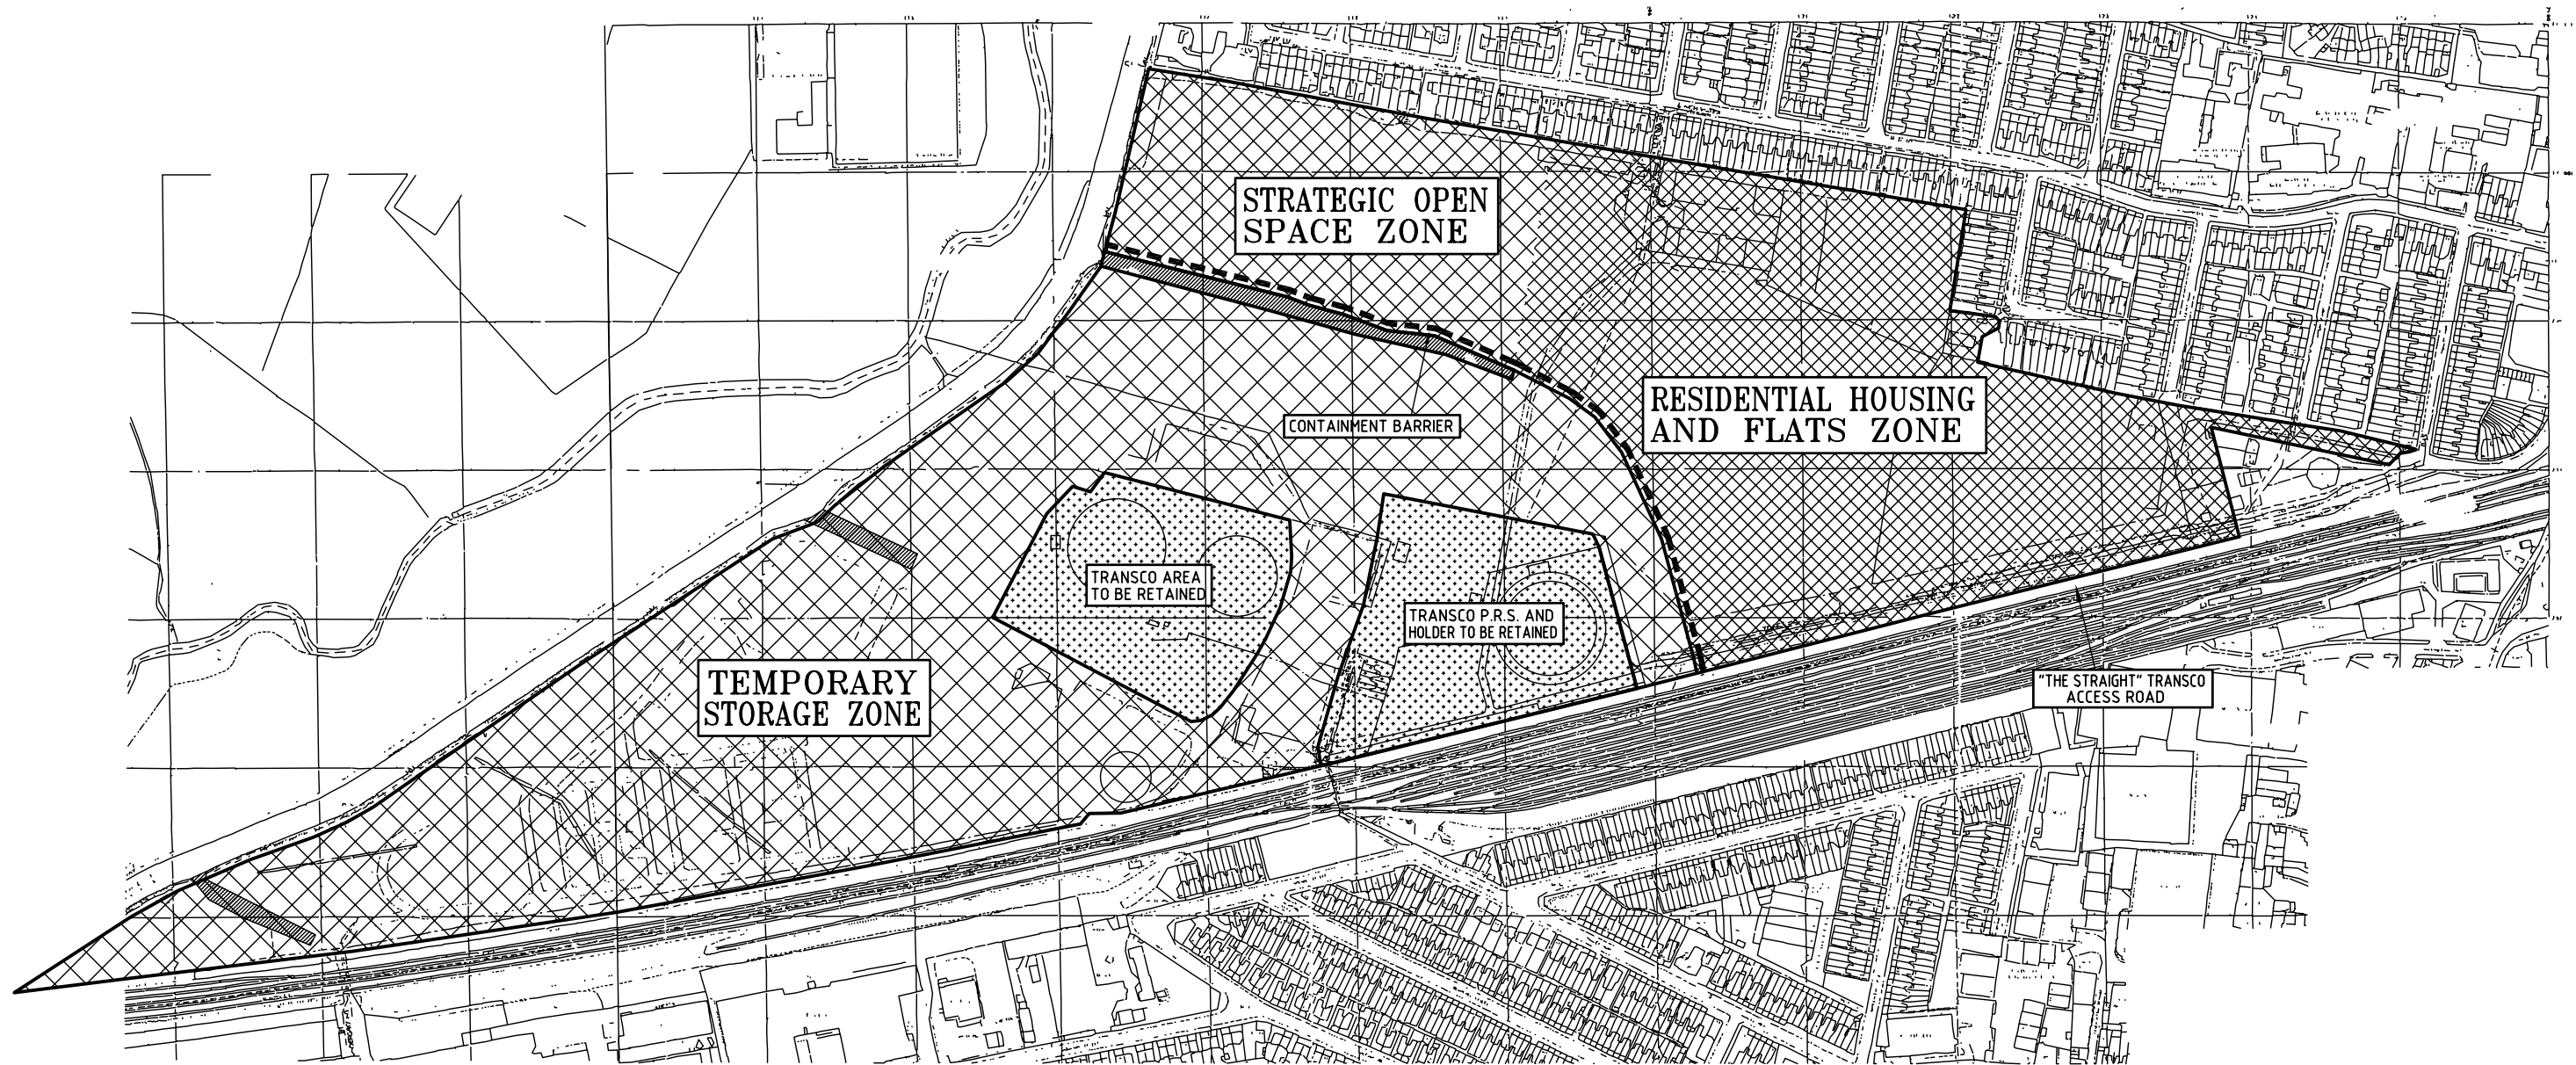 STRATEGIC OPEN
SPACE ZONE
RESIDENTIAL HOUSING
AND FLATS ZONE
CONTAINMENT BARRIER
TRANSCO AREA
TO BE RETAINED
TRANSCO P.R.S. AND
HOLDER TO BE RETAINED
TEMPORARY
STORAGE ZONE
"THE STRAIGHT" TRANSCO
ACCESS ROAD